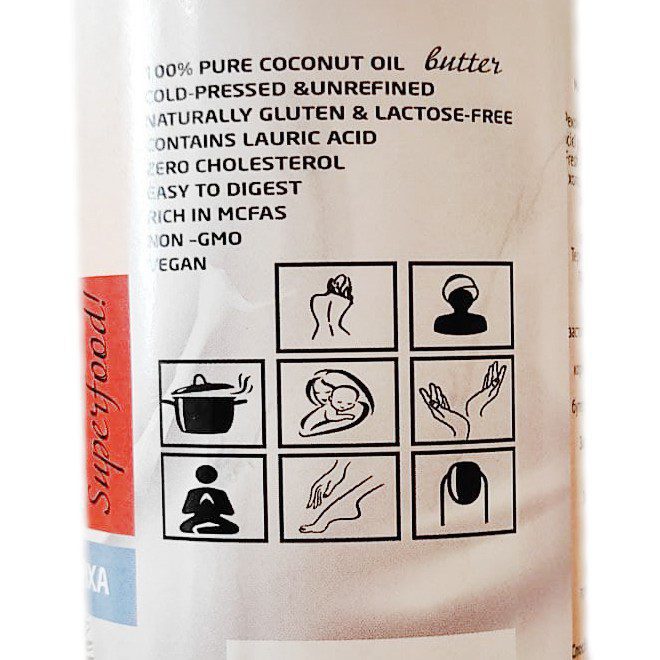 100% PURE COCONUT OIL butter
COLD-PRESSED &UNREFINED
NATURALLY GLUTEN & LACTOSE-FREE
CONTAINS LAURIC ACID
ZERO CHOLESTEROL
EASY TO DIGEST
RICH IN MCFAS
NON -GMO
VEGAN
Superfood!